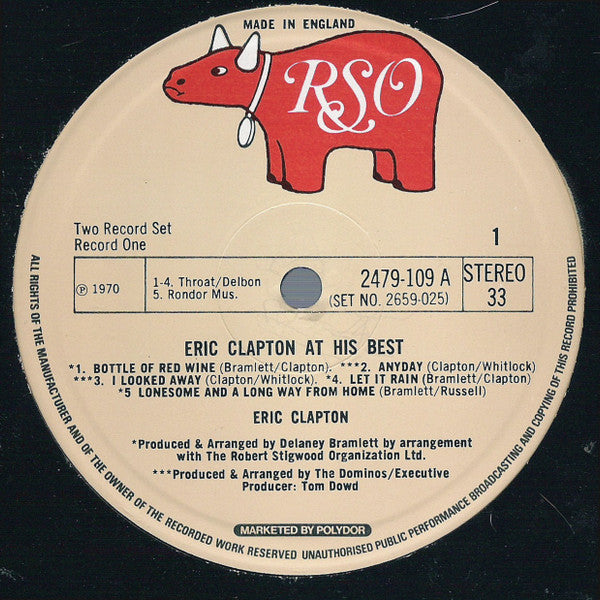 MADE IN ENGLAND
RSO
Two Record Set
Record One
1
℗ 1970
1-4. Throat/Delbon
5. Rondor Mus.
2479-109 A
(SET NO. 2659-025)
STEREO
33
ERIC CLAPTON AT HIS BEST
*1. BOTTLE OF RED WINE (Bramlett/Clapton). ***2. ANYDAY (Clapton/Whitlock)
***3. I LOOKED AWAY (Clapton/Whitlock). *4. LET IT RAIN (Bramlett/Clapton)
*5 LONESOME AND A LONG WAY FROM HOME (Bramlett/Russell)
ERIC CLAPTON
*Produced & Arranged by Delaney Bramlett by arrangement
with The Robert Stigwood Organization Ltd.
***Produced & Arranged by The Dominos/Executive
Producer: Tom Dowd
MARKETED BY POLYDOR
ALL RIGHTS OF THE MANUFACTURER AND OF THE OWNER OF THE RECORDED WORK RESERVED UNAUTHORISED PUBLIC PERFORMANCE BROADCASTING AND COPYING OF THIS RECORD PROHIBITED